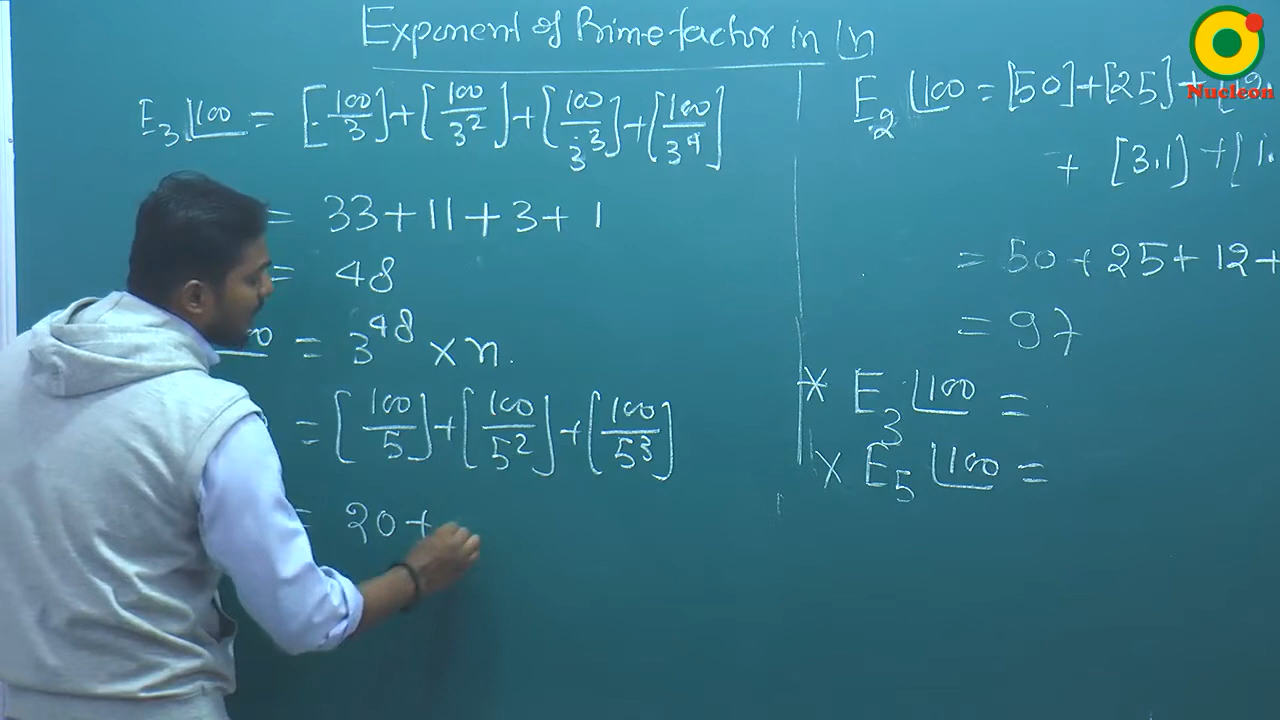 Exponent of Prime factor in ⌊n
E₃ ⌊100 = [100/3] + [100/3²] + [100/3³] + [100/3⁴]
= 33 + 11 + 3 + 1
= 48
= 3⁴⁸ × n.
= [100/5] + [100/5²] + [100/5³]
= 20 +
E₂ ⌊100 = [50] + [25] +
+ [3.1] + [1.
= 50 + 25 + 12 +
= 97
* E₃ ⌊100 =
× E₅ ⌊100 =
Nucleon